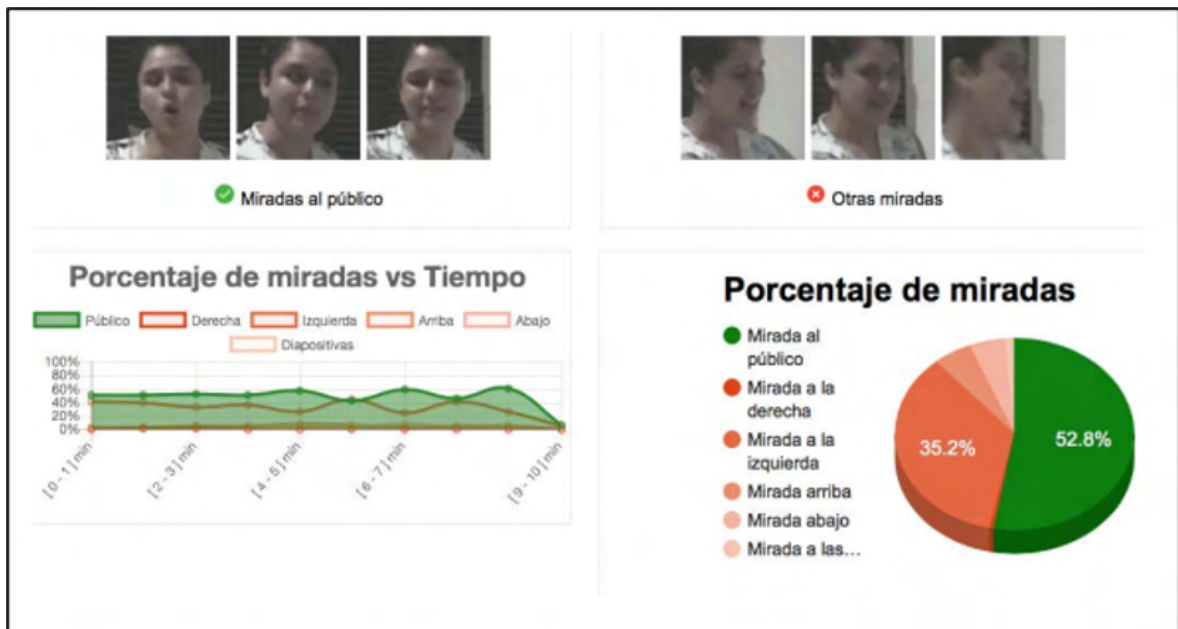 Miradas al público
Otras miradas
Porcentaje de miradas vs Tiempo
Público Derecha Izquierda Arriba Abajo
Diapositivas
100%
80%
60%
40%
20%
0%
[ 0 - 1 ] min
[ 2 - 3 ] min
[ 4 - 5 ] min
[ 6 - 7 ] min
[ 9 - 10 ] min
Porcentaje de miradas
Mirada al
público
Mirada a la
derecha
Mirada a la
izquierda
Mirada arriba
Mirada abajo
Mirada a las...
35.2%
52.8%